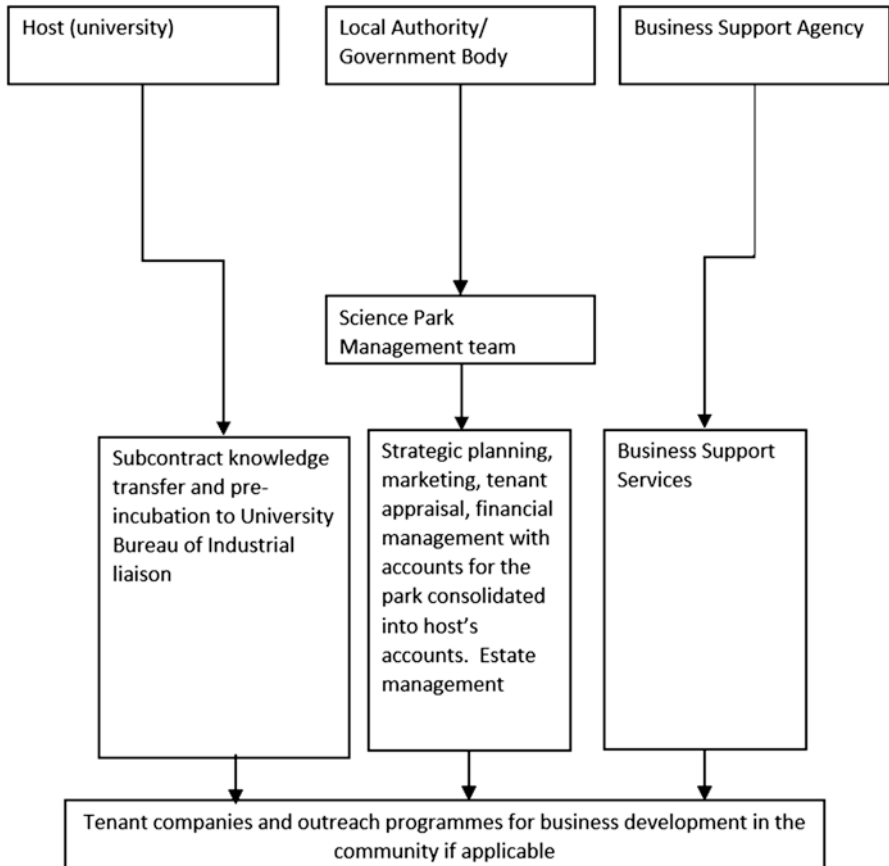 Host (university)
Local Authority/
Government Body
Business Support Agency
Science Park
Management team
Subcontract knowledge
transfer and pre-
incubation to University
Bureau of Industrial
liaison
Strategic planning,
marketing, tenant
appraisal, financial
management with
accounts for the
park consolidated
into host’s
accounts.  Estate
management
Business Support
Services
Tenant companies and outreach programmes for business development in the
community if applicable